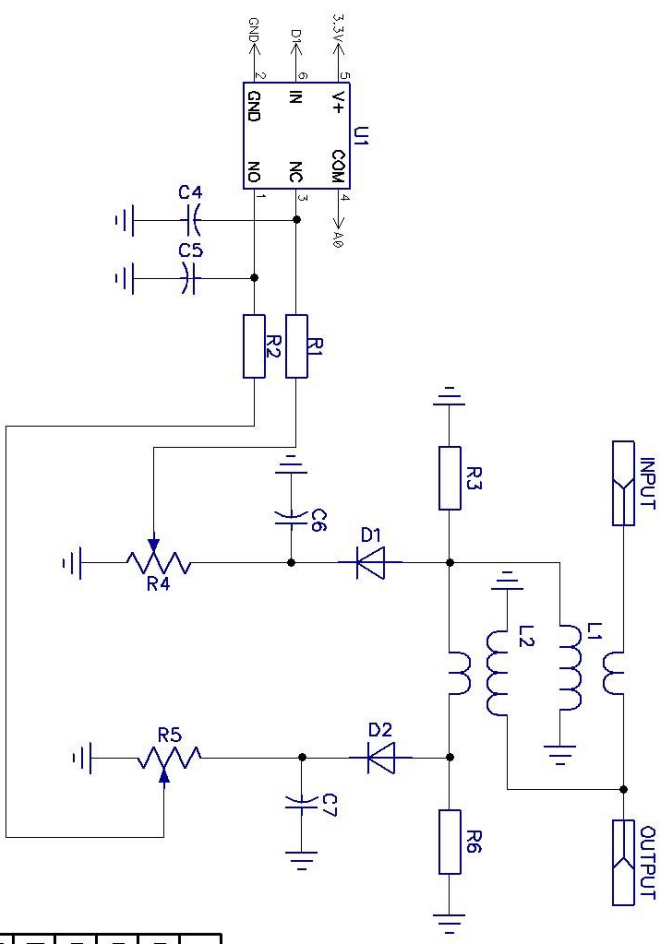 3.3V
D1
GND
5
6
2
V+
IN
GND
U1
COM
NC
NO
4
3
1
A0
C4
C5
R1
R2
R3
INPUT
C6
D1
R4
L2
L1
R5
D2
C7
R6
OUTPUT